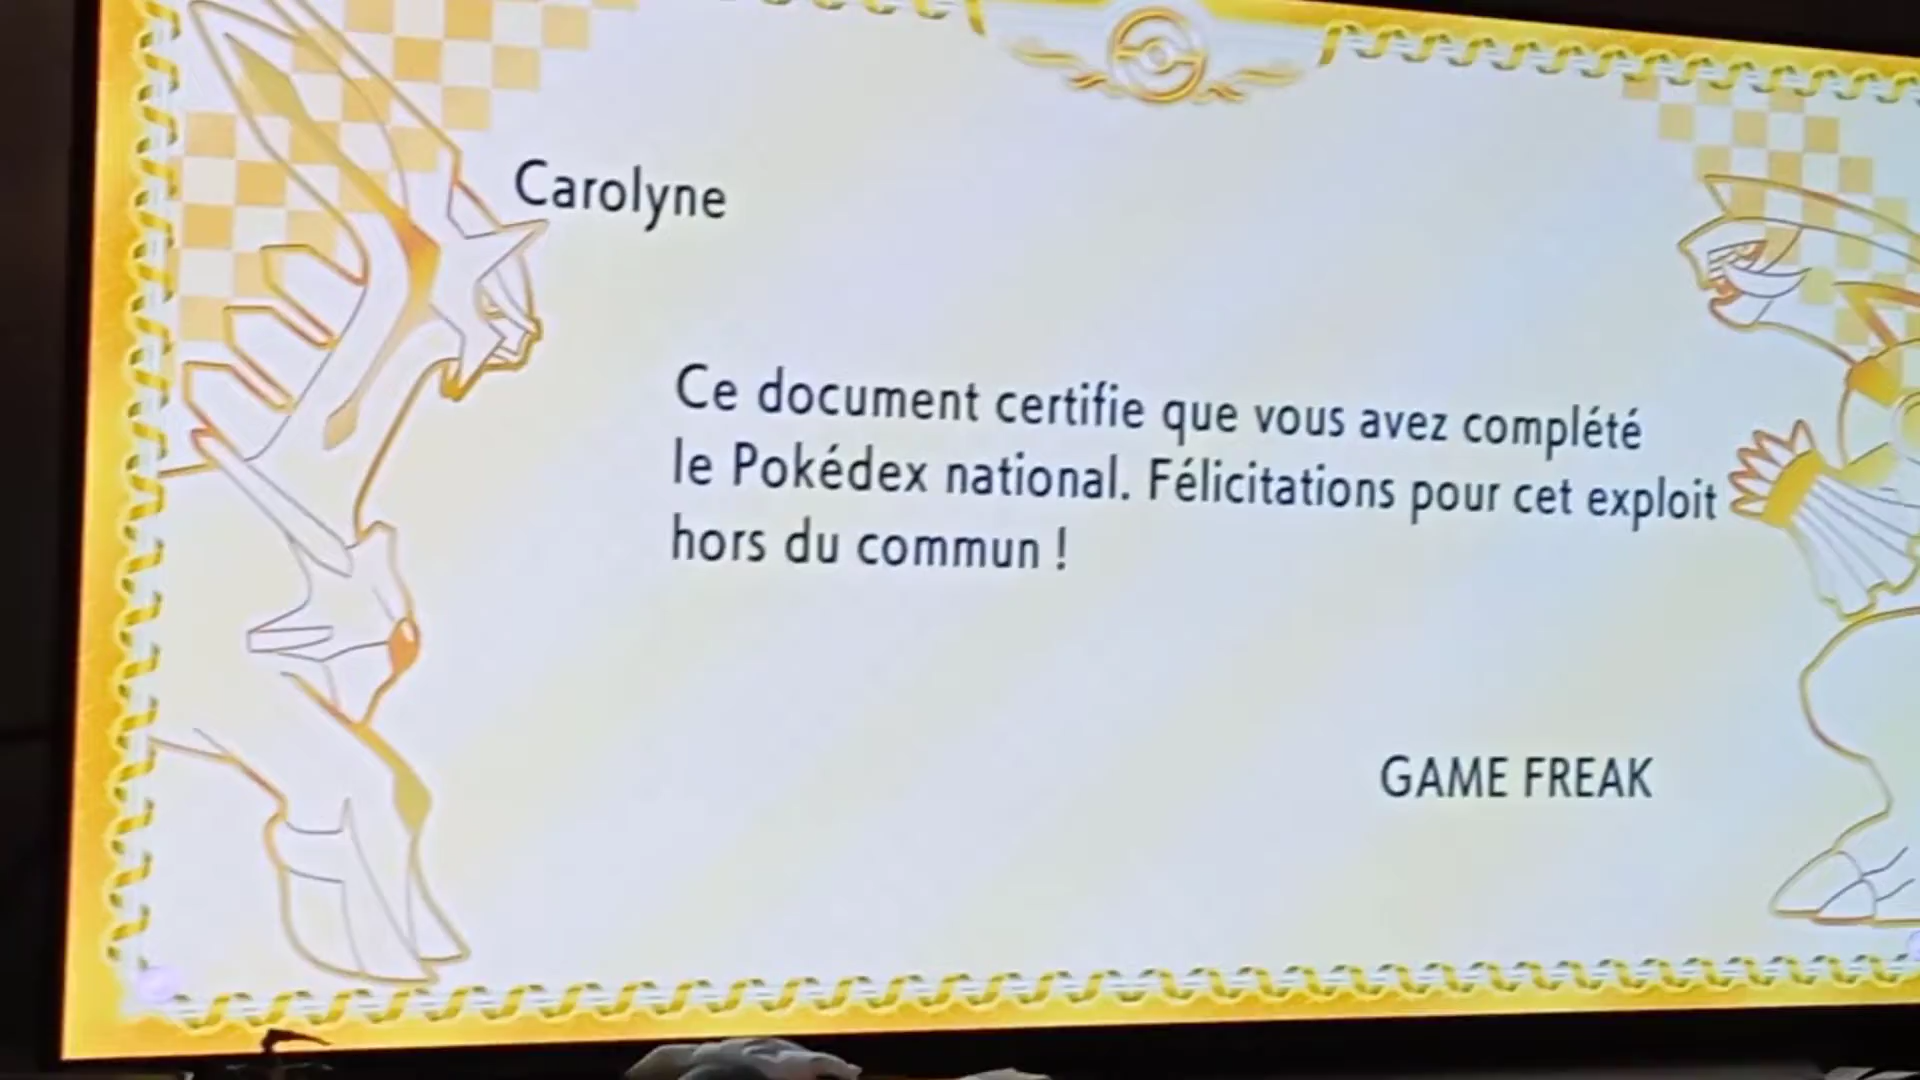 Carolyne
Ce document certifie que vous avez complété
le Pokédex national. Félicitations pour cet exploit
hors du commun !
GAME FREAK